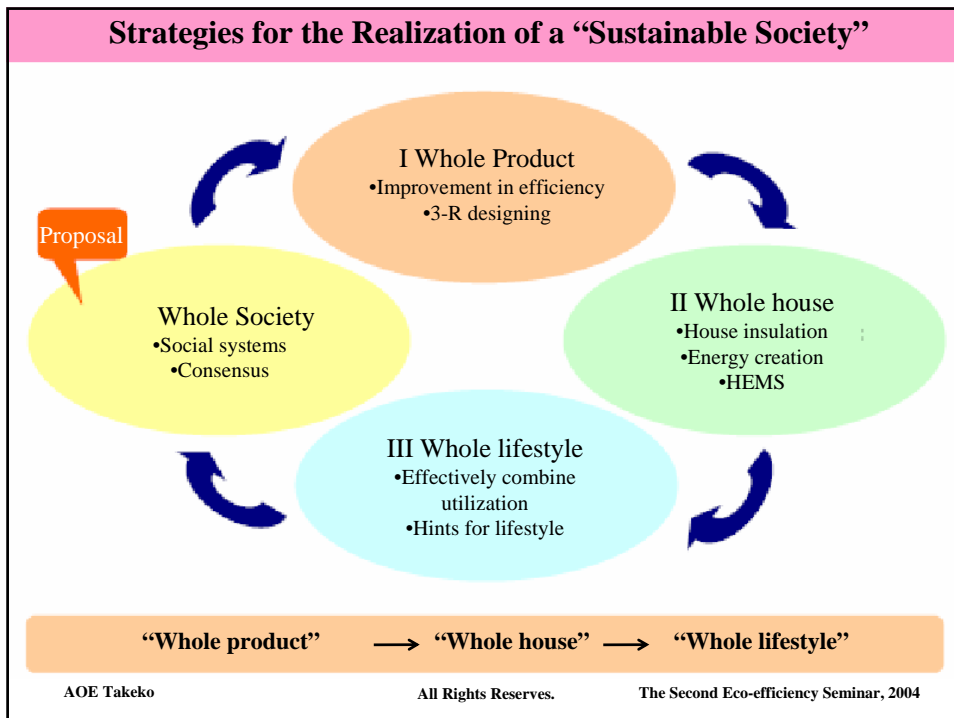 Strategies for the Realization of a “Sustainable Society”
I Whole Product
•Improvement in efficiency
•3-R designing
Proposal
Whole Society
•Social systems
•Consensus
II Whole house
•House insulation
•Energy creation
•HEMS
III Whole lifestyle
•Effectively combine
utilization
•Hints for lifestyle
“Whole product” → “Whole house” → “Whole lifestyle”
AOE Takeko All Rights Reserves. The Second Eco-efficiency Seminar, 2004